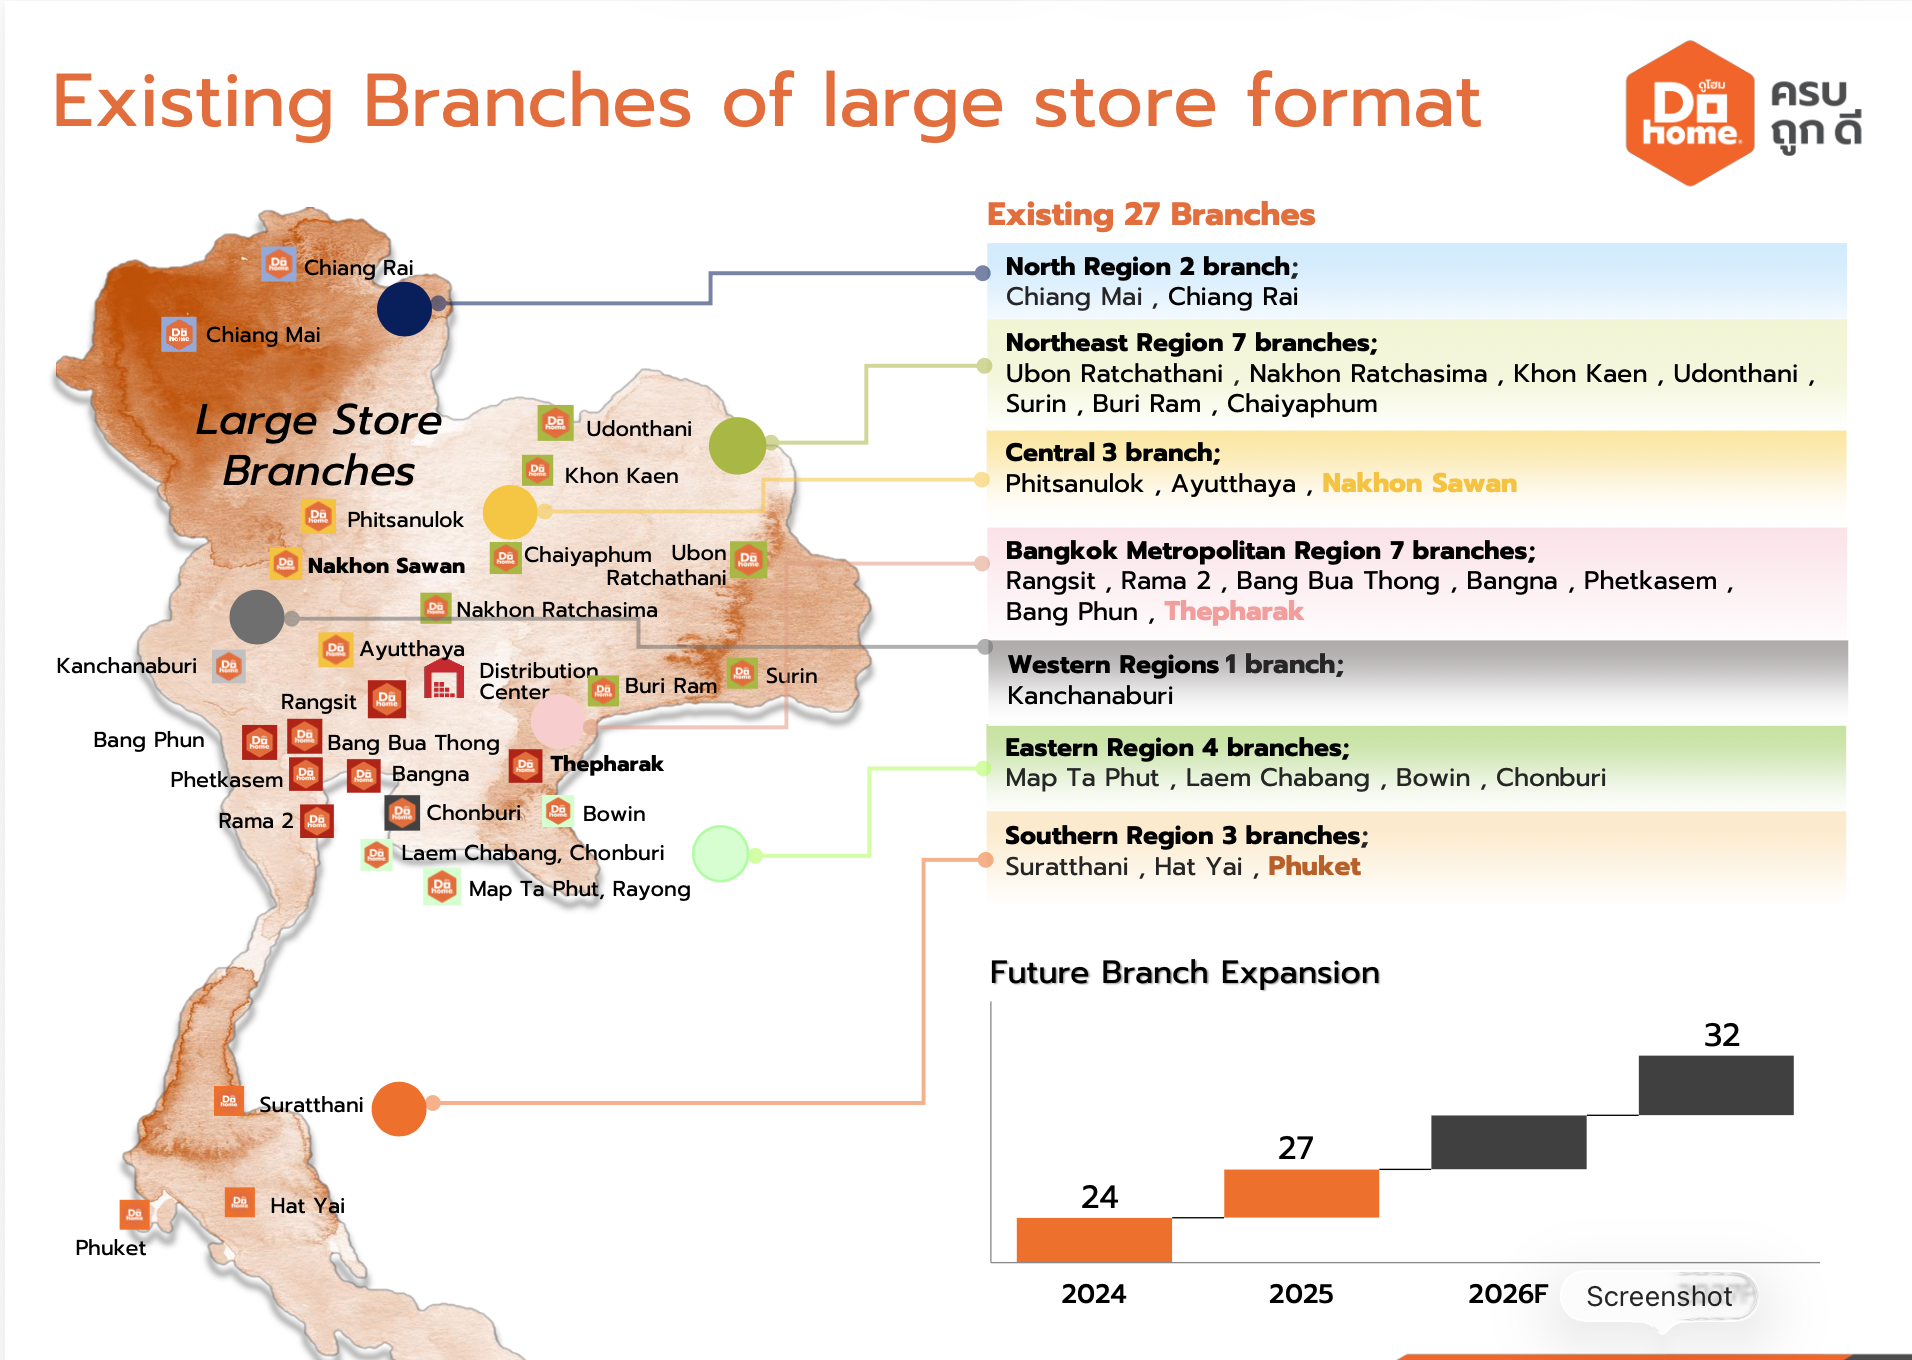 Existing Branches of large store format
ดูโฮม
Do
home
ครบ
ถูก ดี
Existing 27 Branches
North Region 2 branch;
Chiang Mai , Chiang Rai
Northeast Region 7 branches;
Ubon Ratchathani , Nakhon Ratchasima , Khon Kaen , Udonthani ,
Surin , Buri Ram , Chaiyaphum
Central 3 branch;
Phitsanulok , Ayutthaya , Nakhon Sawan
Bangkok Metropolitan Region 7 branches;
Rangsit , Rama 2 , Bang Bua Thong , Bangna , Phetkasem ,
Bang Phun , Thepharak
Western Regions 1 branch;
Kanchanaburi
Eastern Region 4 branches;
Map Ta Phut , Laem Chabang , Bowin , Chonburi
Southern Region 3 branches;
Suratthani , Hat Yai , Phuket
Chiang Rai
Chiang Mai
Large Store
Branches
Udonthani
Khon Kaen
Phitsanulok
Nakhon Sawan
Chaiyaphum
Ubon
Ratchathani
Nakhon Ratchasima
Ayutthaya
Kanchanaburi
Distribution
Center
Buri Ram
Surin
Rangsit
Bang Phun
Bang Bua Thong
Thepharak
Phetkasem
Bangna
Rama 2
Chonburi
Bowin
Laem Chabang, Chonburi
Map Ta Phut, Rayong
Suratthani
Hat Yai
Phuket
Future Branch Expansion
32
27
24
2024
2025
2026F
Screenshot